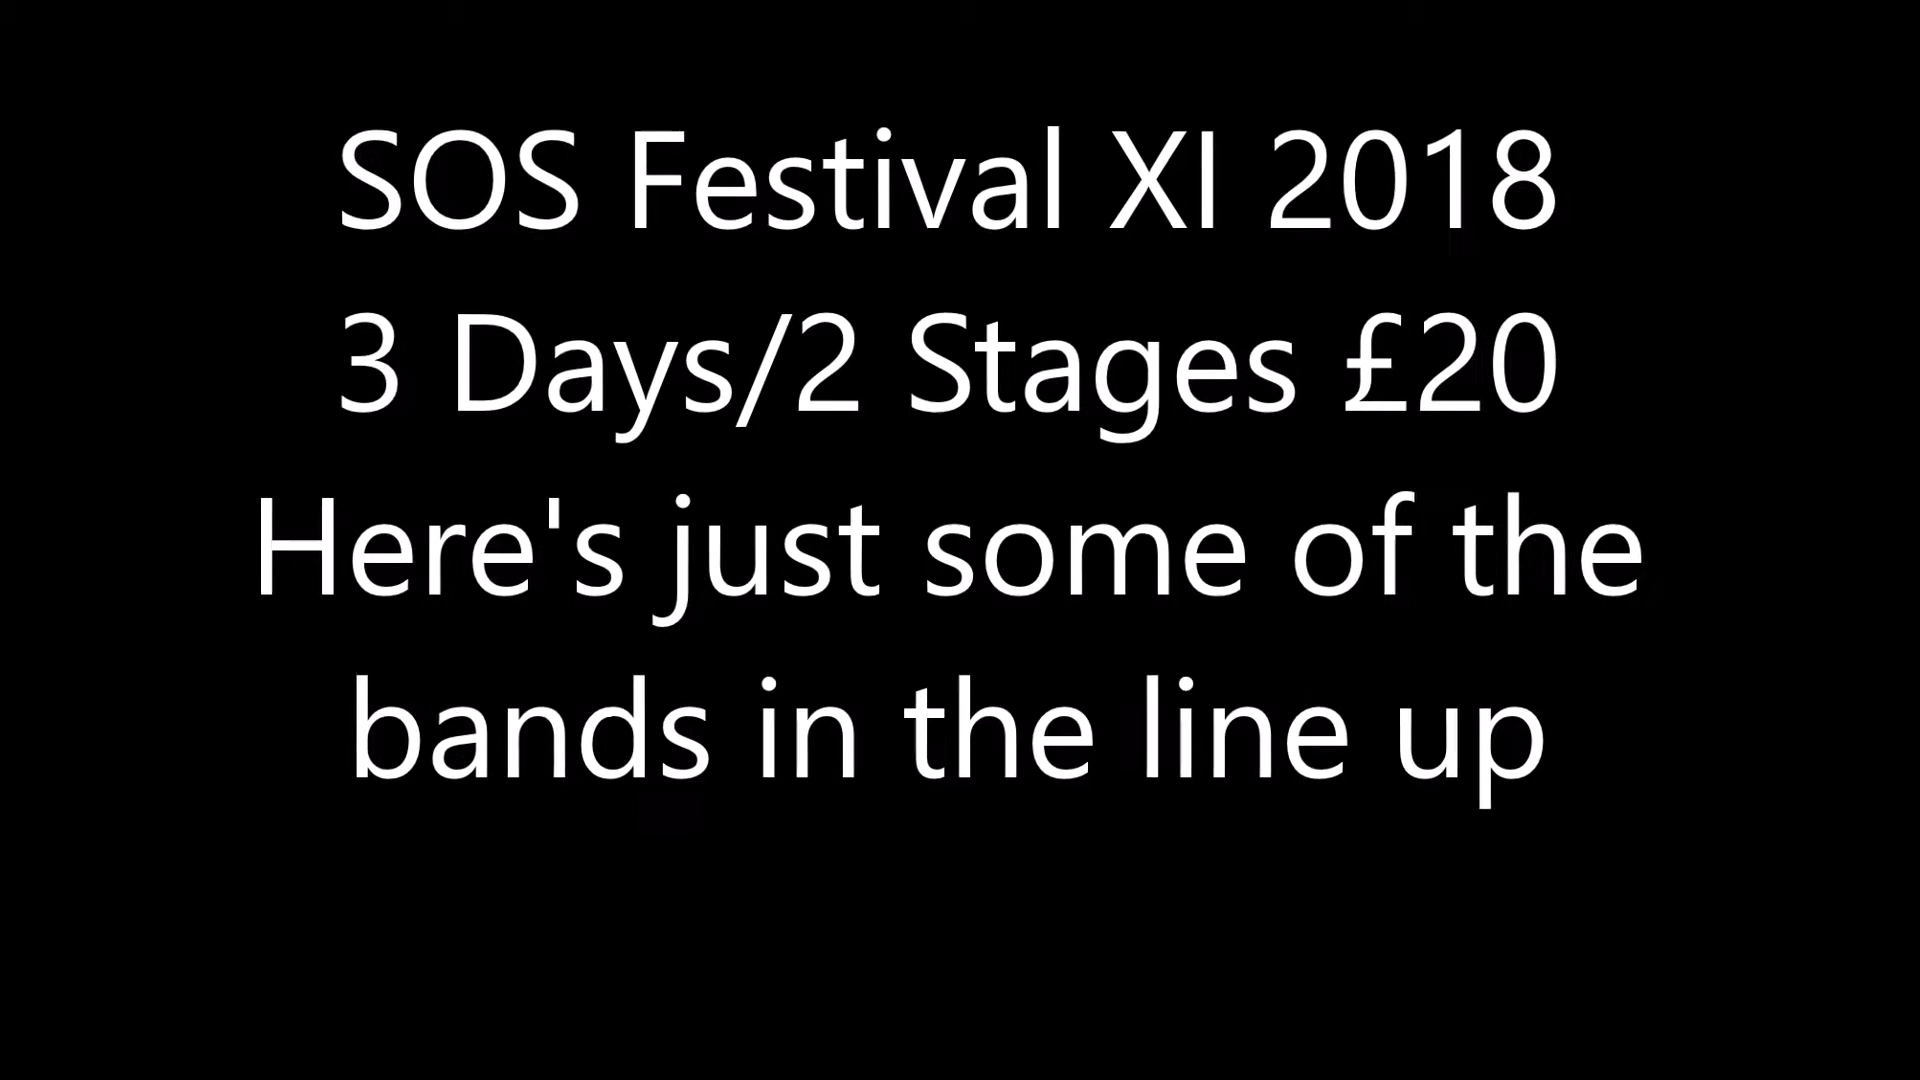 SOS Festival XI 2018
3 Days/2 Stages £20
Here's just some of the
bands in the line up